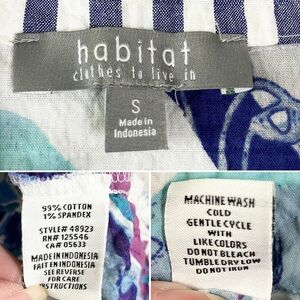 habitat
clothes to live in
S
Made in
Indonesia
99% COTTON
1% SPANDEX
STYLE# 48923
RN# 125546
CA# 05633
MADE IN INDONESIA
FAIT EN INDONESIA
SEE REVERSE
FOR CARE
INSTRUCTIONS
MACHINE WASH
COLD
GENTLE CYCLE
WITH
LIKE COLORS
DO NOT BLEACH
TUMBLE DRY LOW
DO NOT IRON